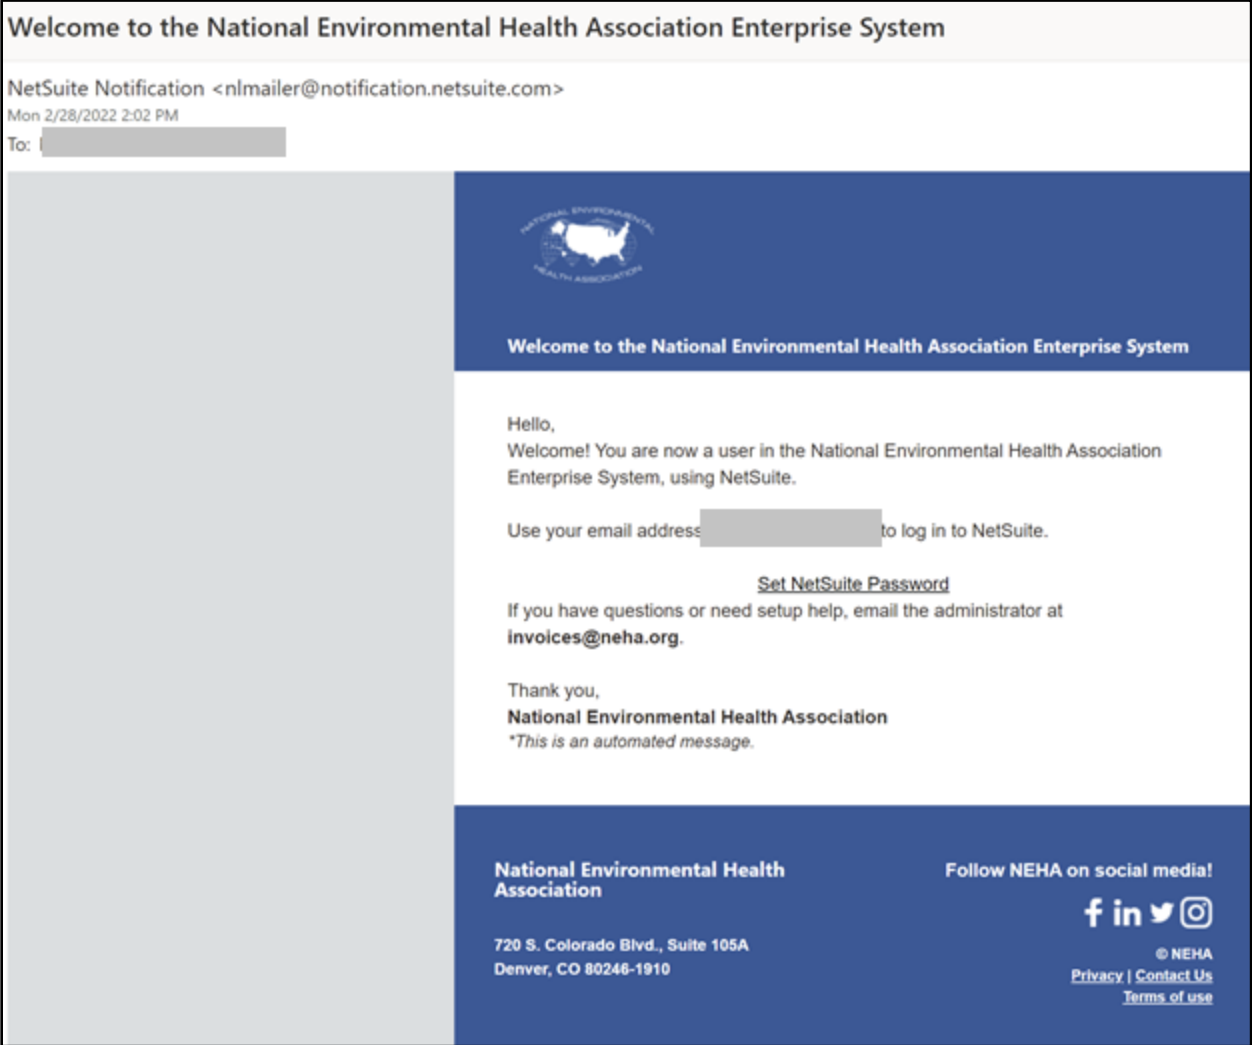 Welcome to the National Environmental Health Association Enterprise System
NetSuite Notification <nlmailer@notification.netsuite.com>
Mon 2/28/2022 2:02 PM
To:
NATIONAL ENVIRONMENTAL
HEALTH ASSOCIATION
Welcome to the National Environmental Health Association Enterprise System
Hello,
Welcome! You are now a user in the National Environmental Health Association
Enterprise System, using NetSuite.
Use your email address to log in to NetSuite.
Set NetSuite Password
If you have questions or need setup help, email the administrator at
invoices@neha.org.
Thank you,
National Environmental Health Association
*This is an automated message.
National Environmental Health
Association
720 S. Colorado Blvd., Suite 105A
Denver, CO 80246-1910
Follow NEHA on social media!
© NEHA
Privacy | Contact Us
Terms of use